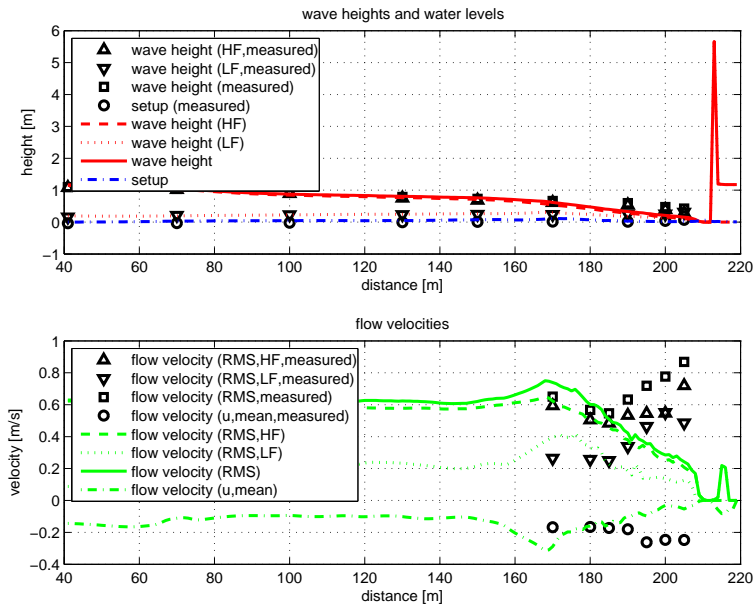 wave heights and water levels
6
5
4
3
2
1
0
−1
height [m]
wave height (HF,measured)
wave height (LF,measured)
wave height (measured)
setup (measured)
wave height (HF)
wave height (LF)
wave height
setup
40 60 80 100 120 140 160 180 200 220
distance [m]
flow velocities
1
0.8
0.6
0.4
0.2
0
−0.2
−0.4
velocity [m/s]
flow velocity (RMS,HF,measured)
flow velocity (RMS,LF,measured)
flow velocity (RMS,measured)
flow velocity (u,mean,measured)
flow velocity (RMS,HF)
flow velocity (RMS,LF)
flow velocity (RMS)
flow velocity (u,mean)
40 60 80 100 120 140 160 180 200 220
distance [m]